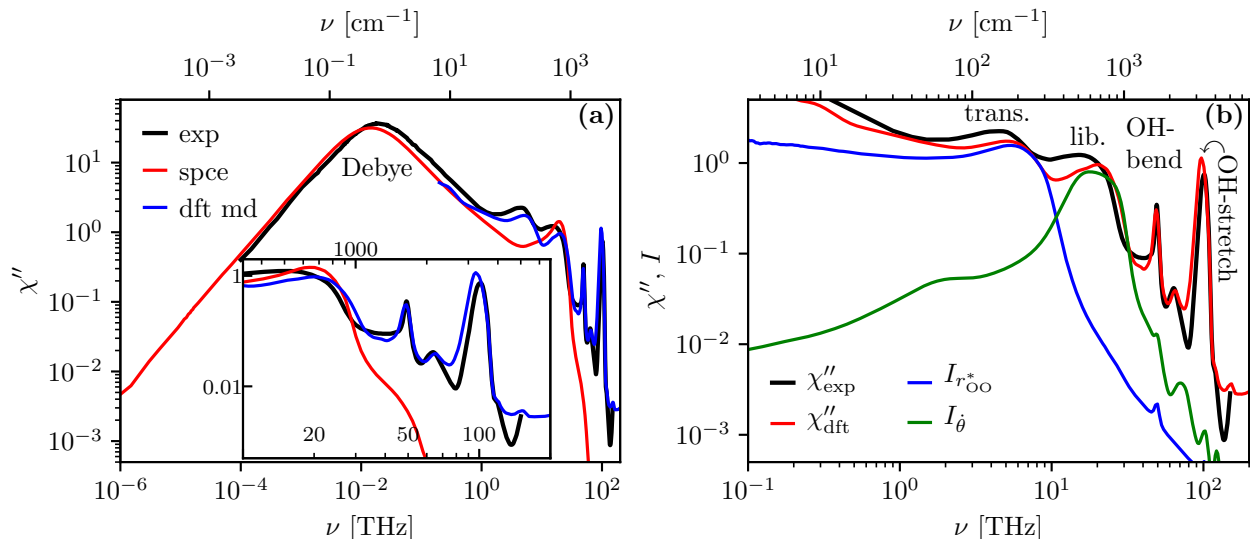 ν [cm⁻¹]
10⁻³ 10⁻¹ 10¹ 10³
(a)
exp
spce
dft md
Debye
χ″
10¹
10⁰
10⁻¹
10⁻²
10⁻³
1000
1
0.01
20 50 100
10⁻⁶ 10⁻⁴ 10⁻² 10⁰ 10²
ν [THz]
ν [cm⁻¹]
10¹ 10² 10³
(b)
trans.
lib.
OH-
bend
OH-stretch
χ″, I
10⁰
10⁻¹
10⁻²
10⁻³
χ″exp
χ″dft
I r*OO
I θ̇
10⁻¹ 10⁰ 10¹ 10²
ν [THz]